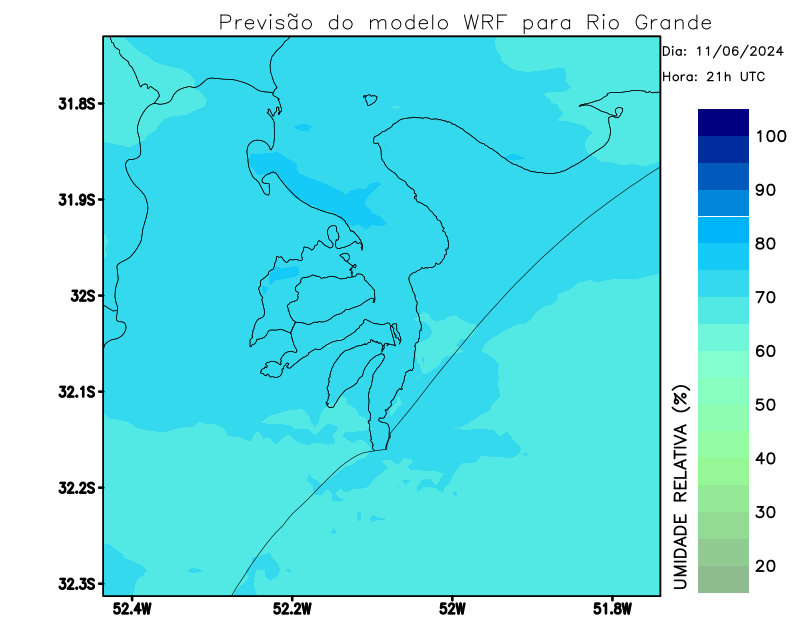 Previsão do modelo WRF para Rio Grande
Dia: 11/06/2024
Hora: 21h UTC
31.8S
31.9S
32S
32.1S
32.2S
32.3S
52.4W
52.2W
52W
51.8W
100
90
80
70
60
50
40
30
20
UMIDADE RELATIVA (%)